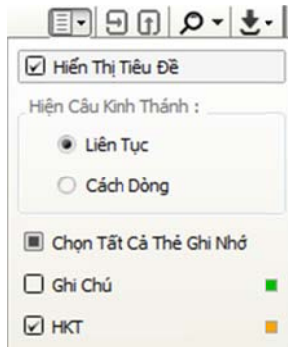 Hiển Thị Tiêu Đề
Hiện Câu Kinh Thánh :
Liên Tục
Cách Dòng
Chọn Tất Cả Thẻ Ghi Nhớ
Ghi Chú
HKT